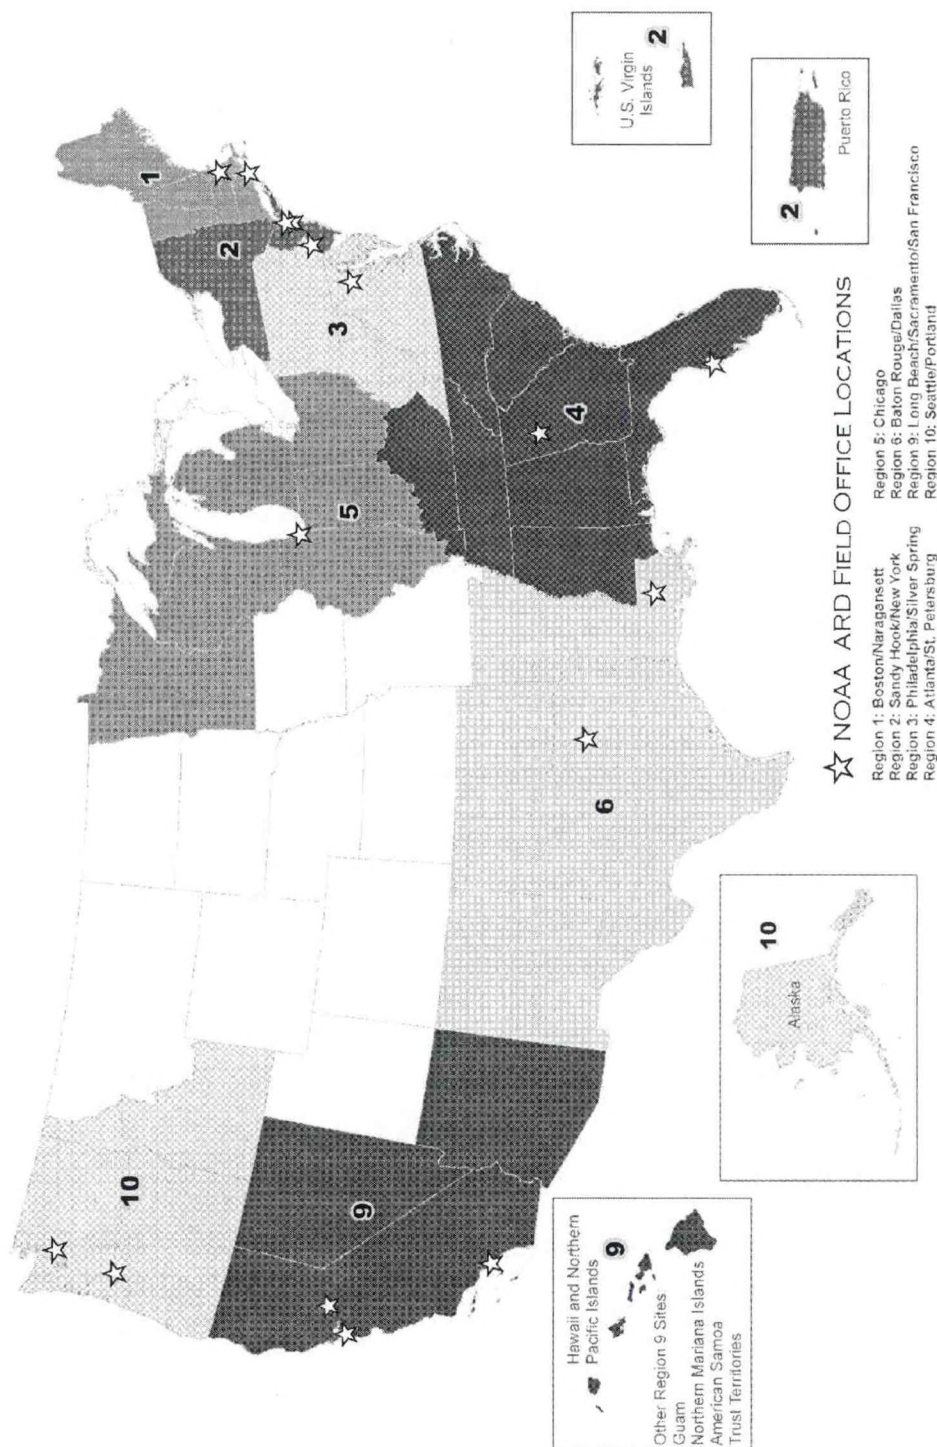 1
2
3
4
5
6
9
10
U.S. Virgin
Islands
2
2
Puerto Rico
Hawaii and Northern
Pacific Islands
9
Other Region 9 Sites
Guam
Northern Mariana Islands
American Samoa
Trust Territories
10
Alaska
NOAA ARD FIELD OFFICE LOCATIONS
Region 1: Boston/Naragansett
Region 2: Sandy Hook/New York
Region 3: Philadelphia/Silver Spring
Region 4: Atlanta/St. Petersburg
Region 5: Chicago
Region 6: Baton Rouge/Dallas
Region 9: Long Beach/Sacramento/San Francisco
Region 10: Seattle/Portland